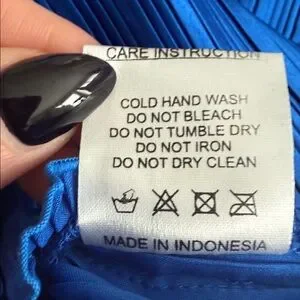 CARE INSTRUCTION
COLD HAND WASH
DO NOT BLEACH
DO NOT TUMBLE DRY
DO NOT IRON
DO NOT DRY CLEAN
MADE IN INDONESIA